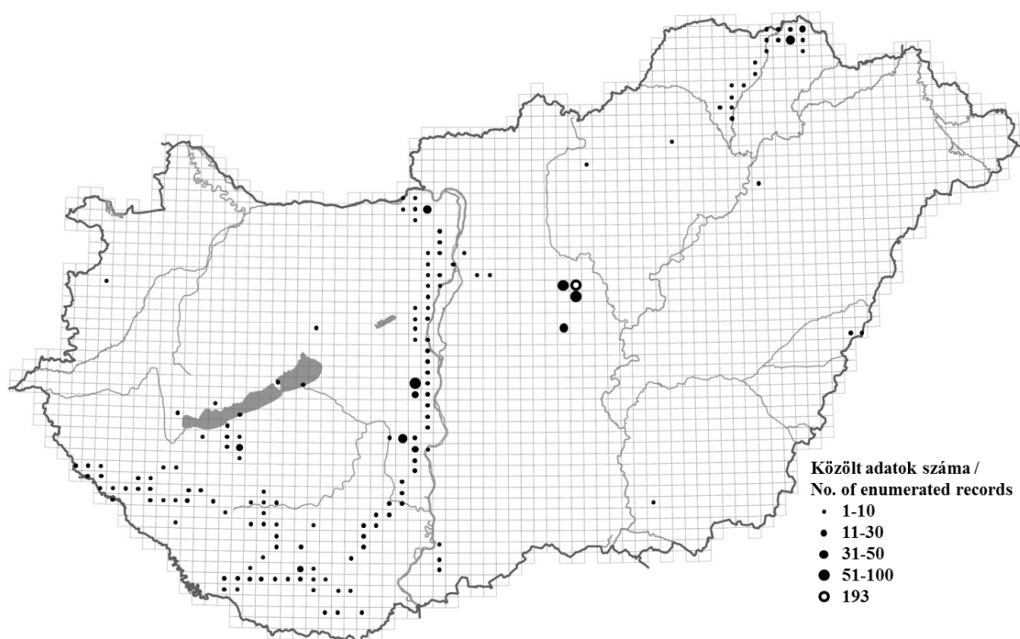 Közölt adatok száma /
No. of enumerated records
1-10
11-30
31-50
51-100
193